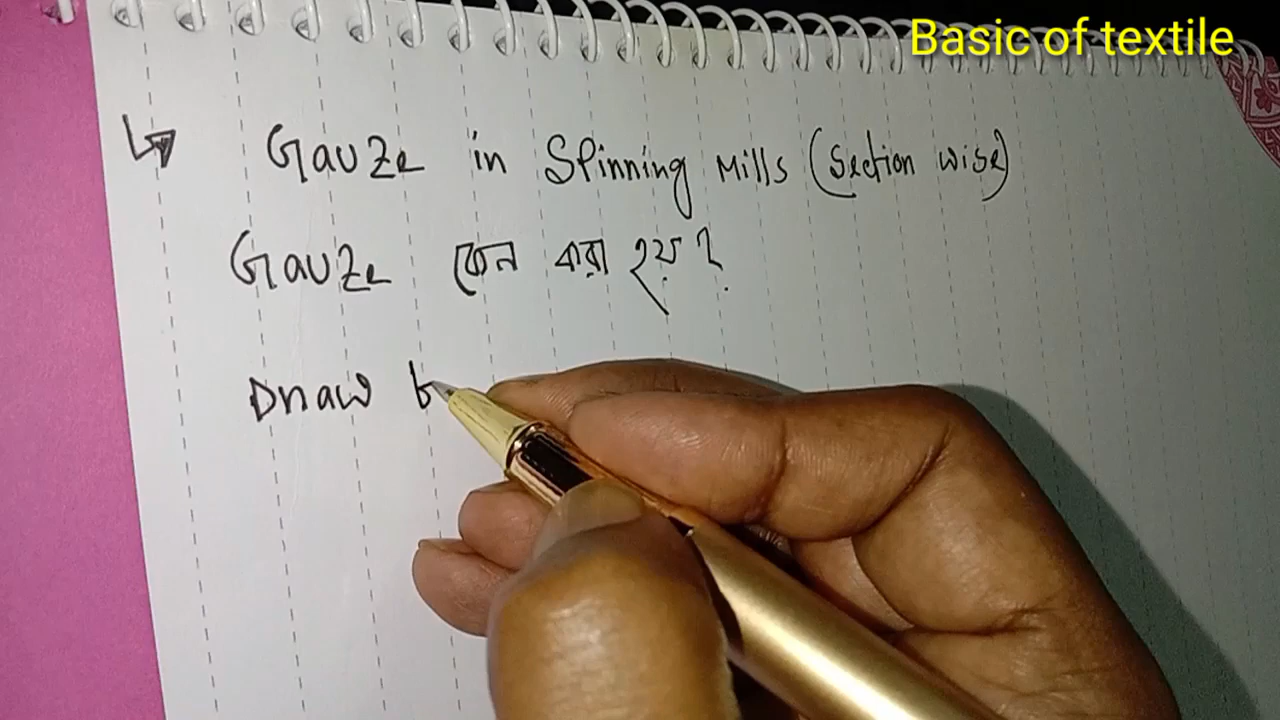 Basic of textile
Gauze in Spinning Mills (Section wise)
Gauze কেন করা হয়?
Draw